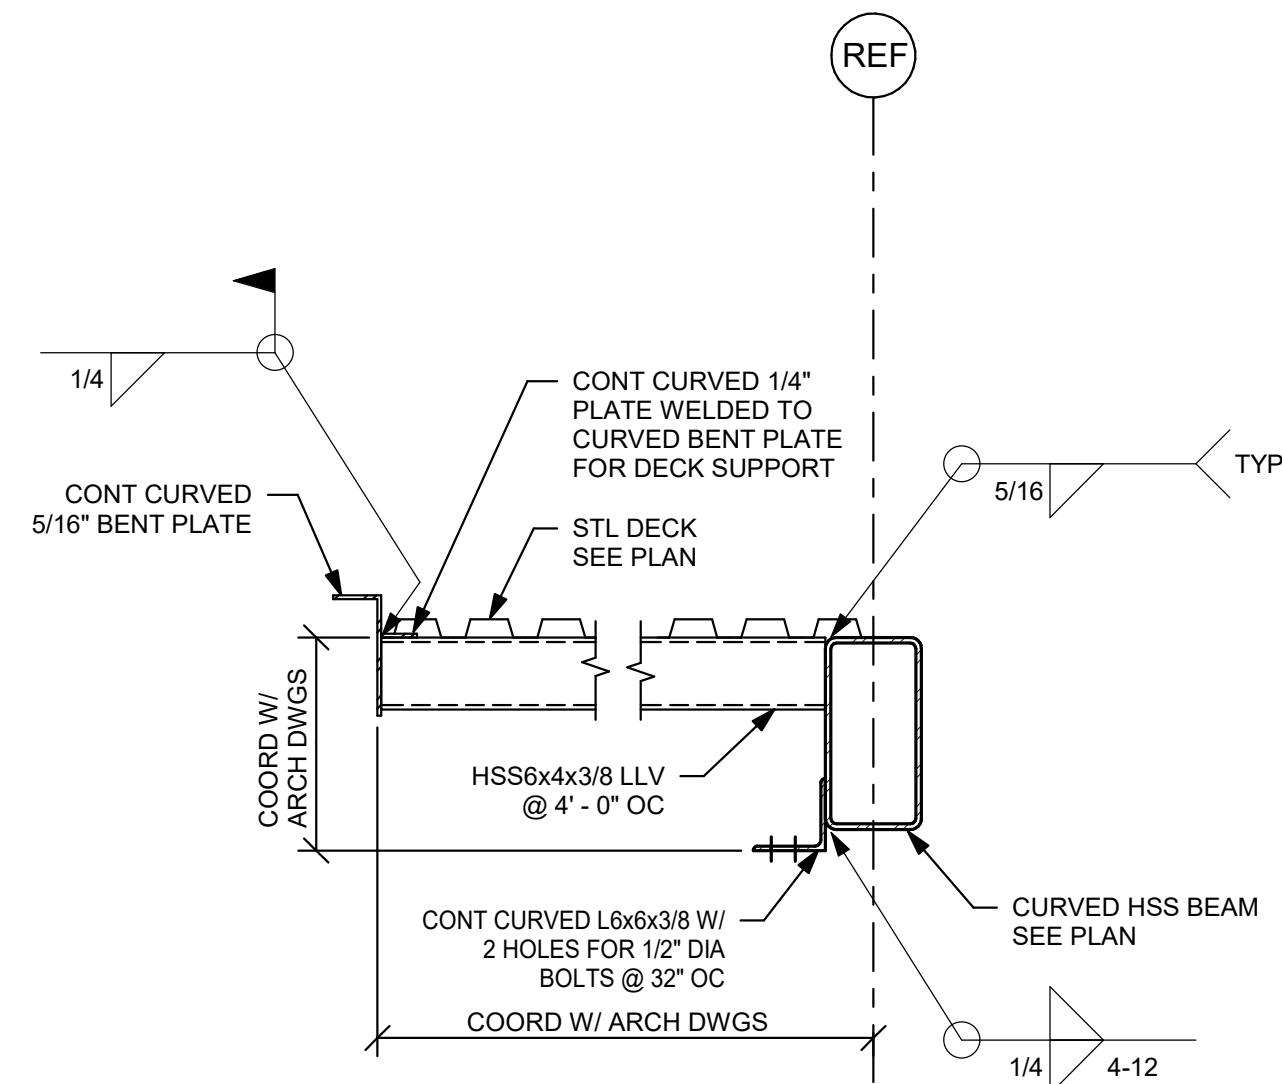 REF
1/4
CONT CURVED 1/4"
PLATE WELDED TO
CURVED BENT PLATE
FOR DECK SUPPORT
5/16
TYP
CONT CURVED
5/16" BENT PLATE
STL DECK
SEE PLAN
COORD W/
ARCH DWGS
HSS6x4x3/8 LLV
@ 4' - 0" OC
CONT CURVED L6x6x3/8 W/
2 HOLES FOR 1/2" DIA
BOLTS @ 32" OC
CURVED HSS BEAM
SEE PLAN
COORD W/ ARCH DWGS
1/4
4-12